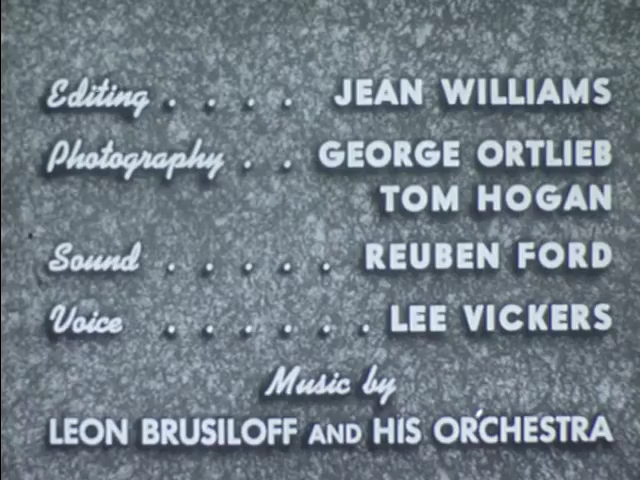 Editing . . . . JEAN WILLIAMS
Photography . . GEORGE ORTLIEB
TOM HOGAN
Sound . . . . . REUBEN FORD
Voice . . . . . . LEE VICKERS
Music by
LEON BRUSILOFF AND HIS ORCHESTRA